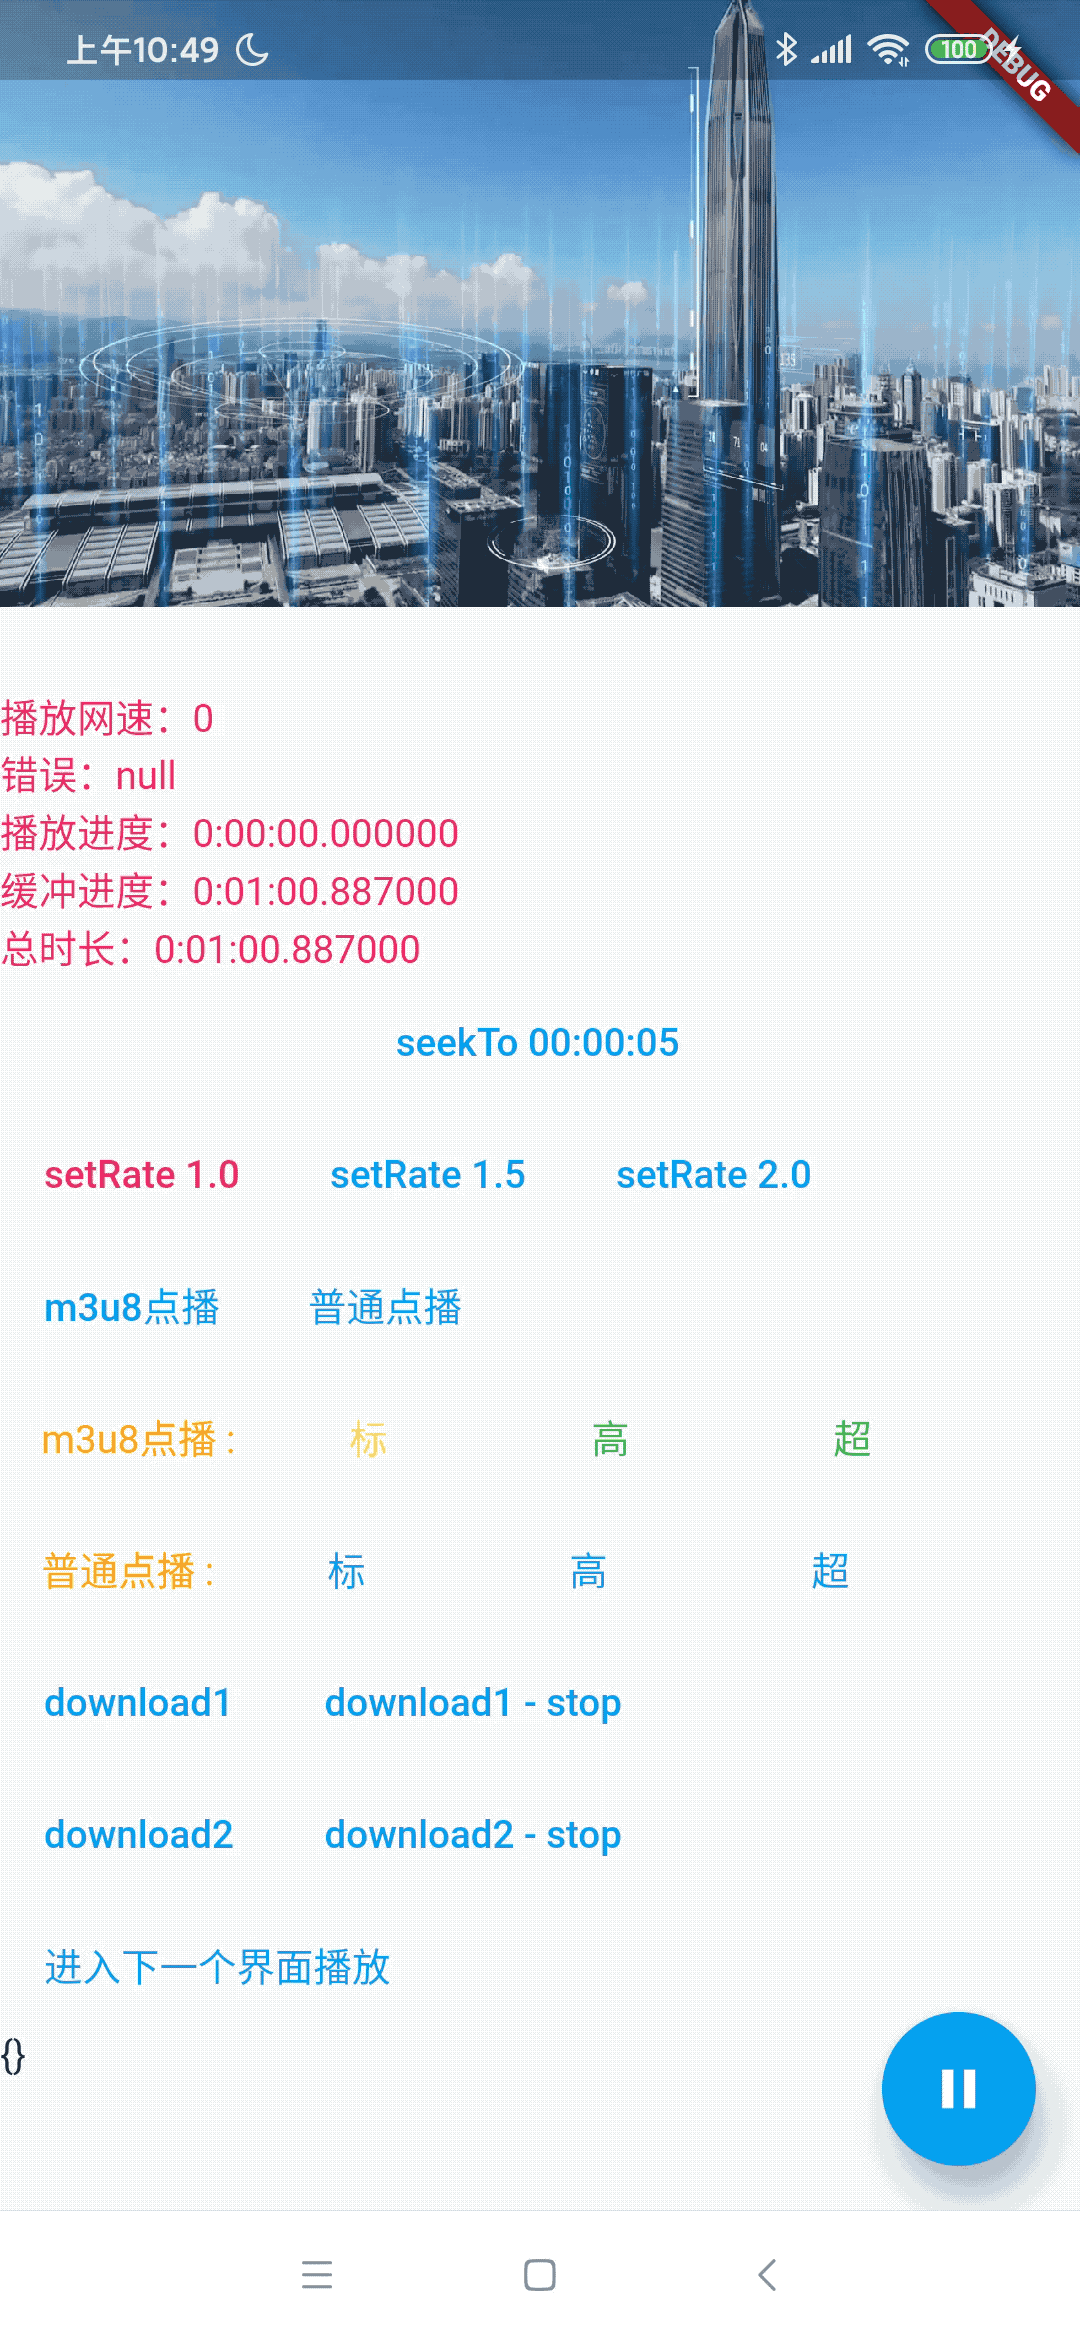 上午10:49
100
DEBUG
播放网速：0
错误：null
播放进度：0:00:00.000000
缓冲进度：0:01:00.887000
总时长：0:01:00.887000
seekTo 00:00:05
setRate 1.0 setRate 1.5 setRate 2.0
m3u8点播 普通点播
m3u8点播 : 标 高 超
普通点播 : 标 高 超
download1 download1 - stop
download2 download2 - stop
进入下一个界面播放
{}